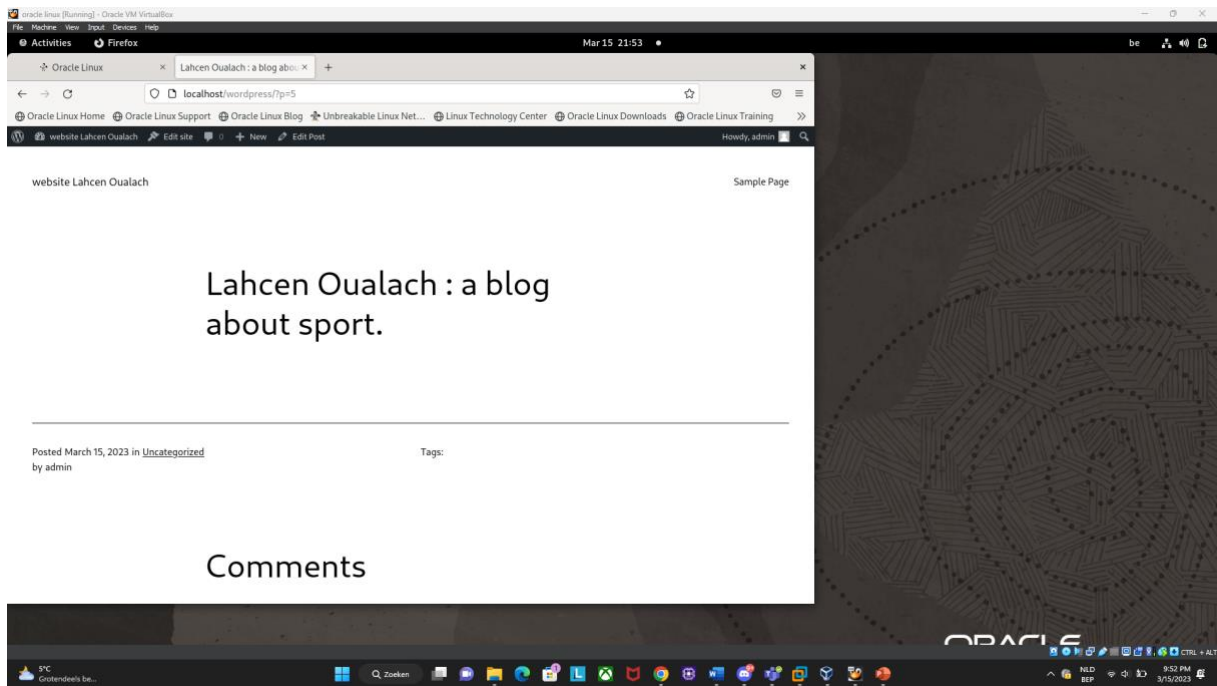 oracle linux [Running] - Oracle VM VirtualBox
File Machine View Input Devices Help
Activities Firefox Mar 15 21:53 be
Oracle Linux × Lahcen Oualach : a blog abou × + ×
localhost/wordpress/?p=5
Oracle Linux Home Oracle Linux Support Oracle Linux Blog Unbreakable Linux Net... Linux Technology Center Oracle Linux Downloads Oracle Linux Training »
website Lahcen Oualach Edit site 0 + New Edit Post Howdy, admin
website Lahcen Oualach Sample Page
Lahcen Oualach : a blog
about sport.
Posted March 15, 2023 in Uncategorized Tags:
by admin
Comments
ORACLE
CTRL + ALT
5°C
Grotendeels be...
Zoeken
NLD
BEP
9:52 PM
3/15/2023